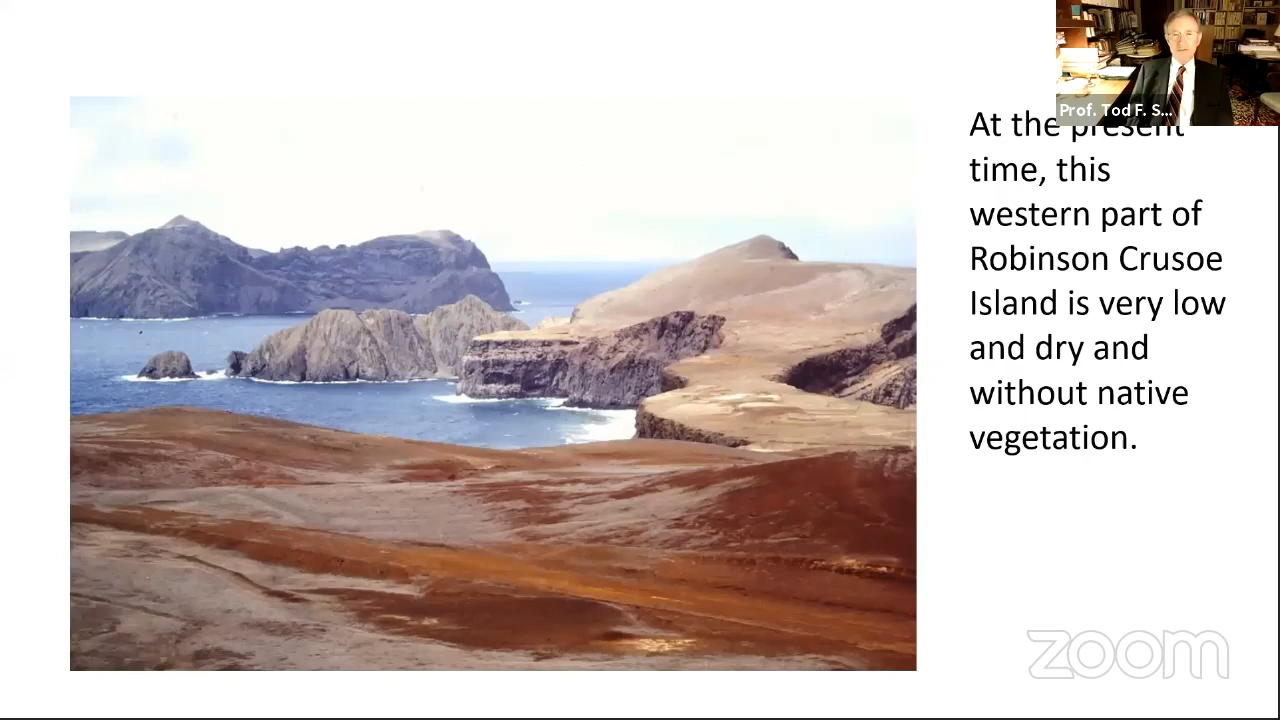 Prof. Tod F. S...
At the present
time, this
western part of
Robinson Crusoe
Island is very low
and dry and
without native
vegetation.
zoom